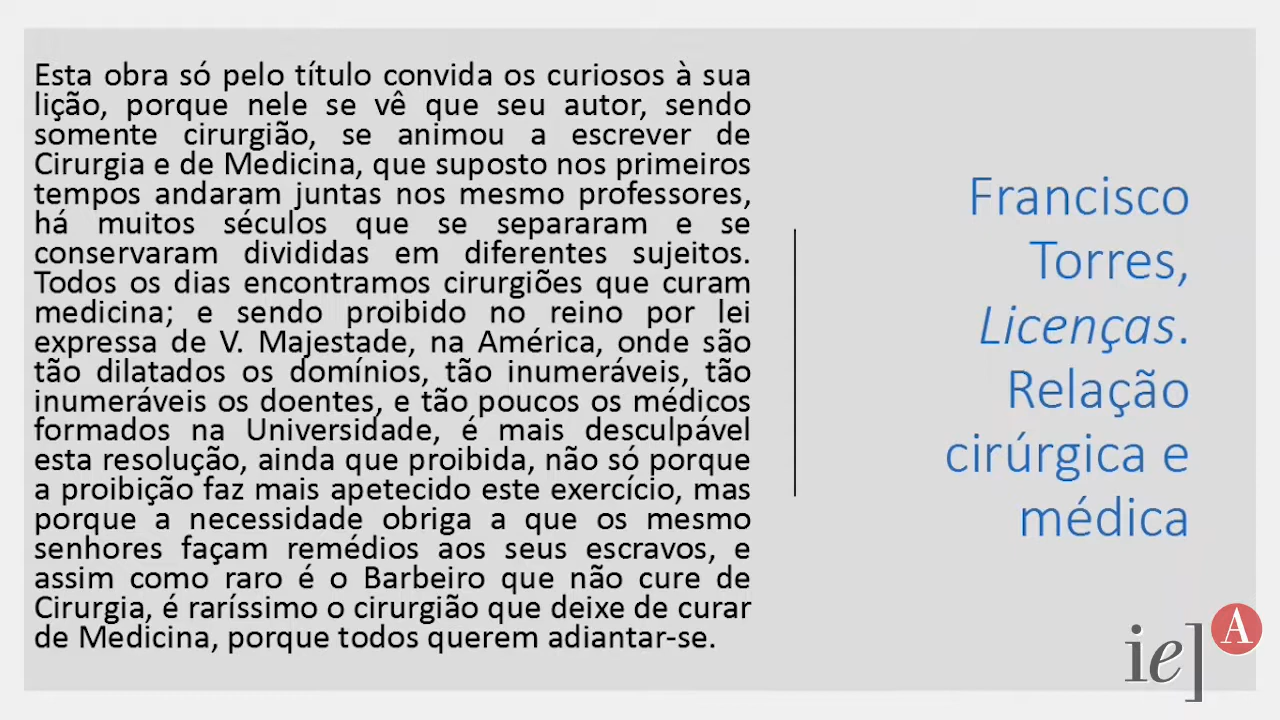 Esta obra só pelo título convida os curiosos à sua
lição, porque nele se vê que seu autor, sendo
somente cirurgião, se animou a escrever de
Cirurgia e de Medicina, que suposto nos primeiros
tempos andaram juntas nos mesmo professores,
há muitos séculos que se separaram e se
conservaram divididas em diferentes sujeitos.
Todos os dias encontramos cirurgiões que curam
medicina; e sendo proibido no reino por lei
expressa de V. Majestade, na América, onde são
tão dilatados os domínios, tão inumeráveis, tão
inumeráveis os doentes, e tão poucos os médicos
formados na Universidade, é mais desculpável
esta resolução, ainda que proibida, não só porque
a proibição faz mais apetecido este exercício, mas
porque a necessidade obriga a que os mesmo
senhores façam remédios aos seus escravos, e
assim como raro é o Barbeiro que não cure de
Cirurgia, é raríssimo o cirurgião que deixe de curar
de Medicina, porque todos querem adiantar-se.
Francisco
Torres,
Licenças.
Relação
cirúrgica e
médica
ie]
A